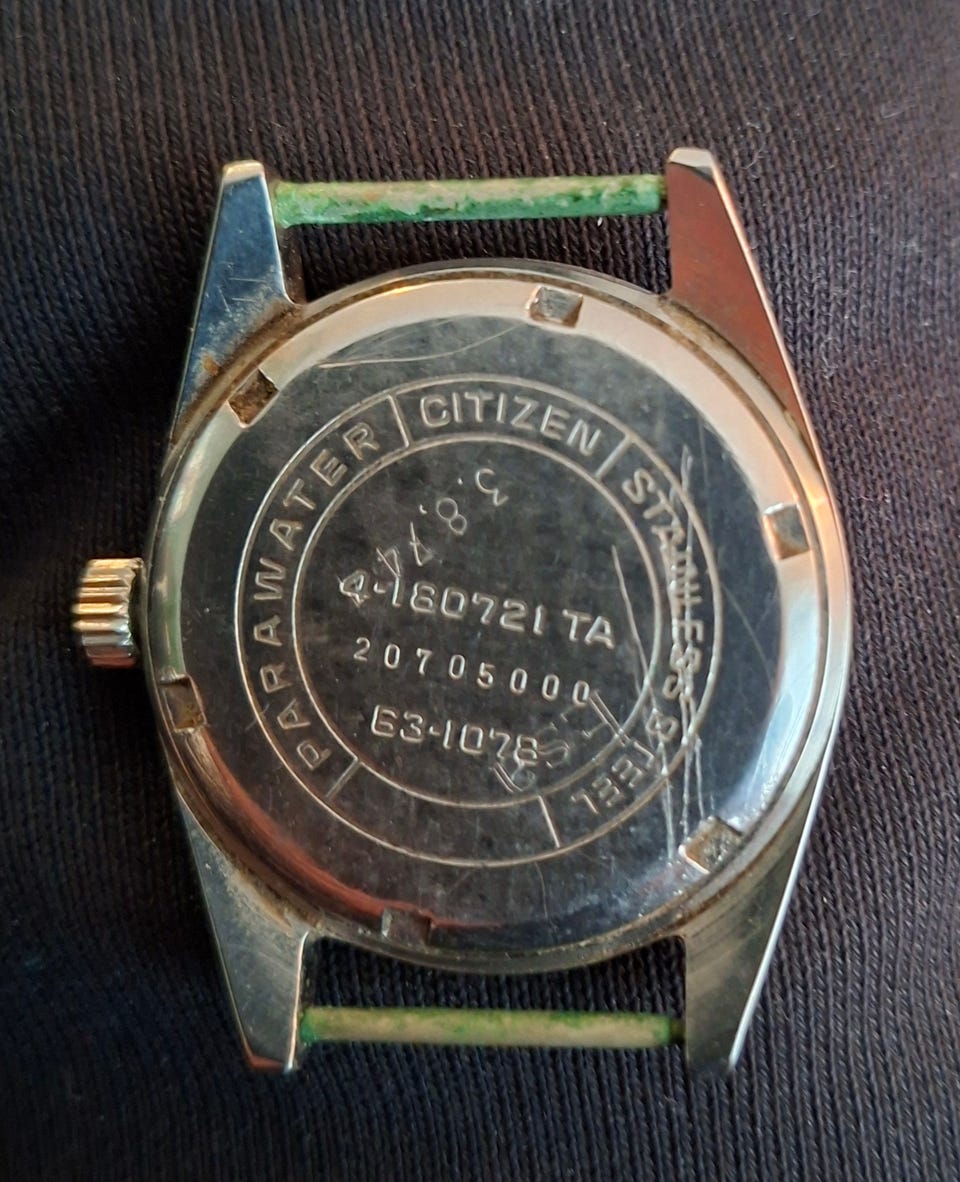 PARAWATER CITIZEN STAINLESS STEEL
4-180721 TA
20705000
63-1078